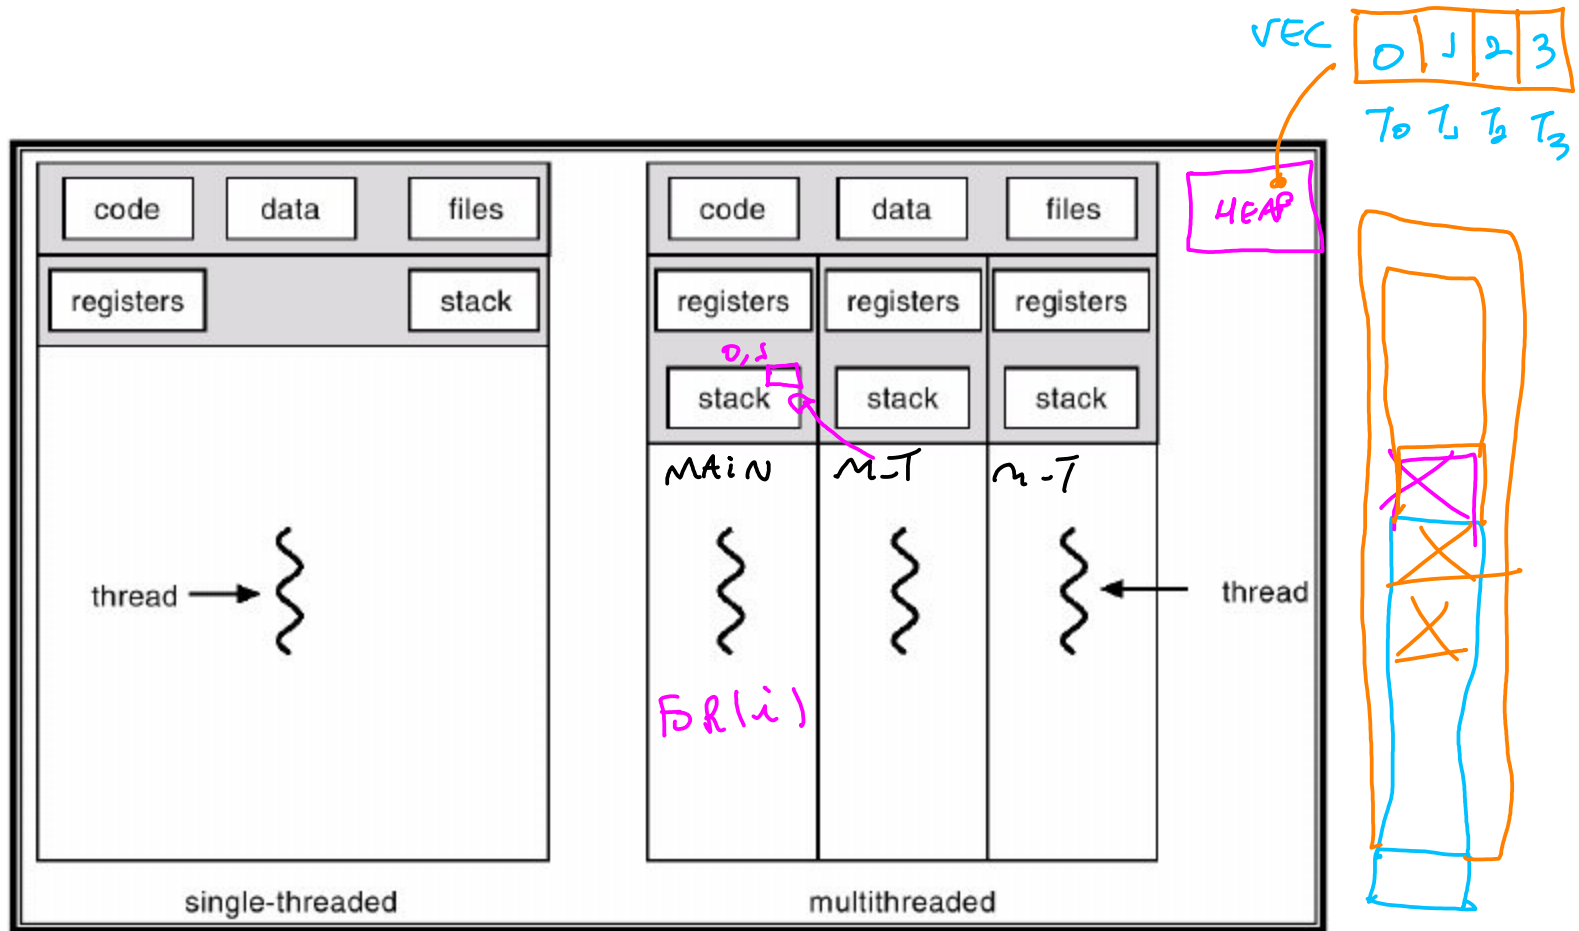 VEC 0 1 2 3
T0 T1 T2 T3
code data files code data files HEAP
registers stack registers registers registers
0,1
stack stack stack
MAIN M-T M-T
thread thread
FOR(i)
single-threaded multithreaded